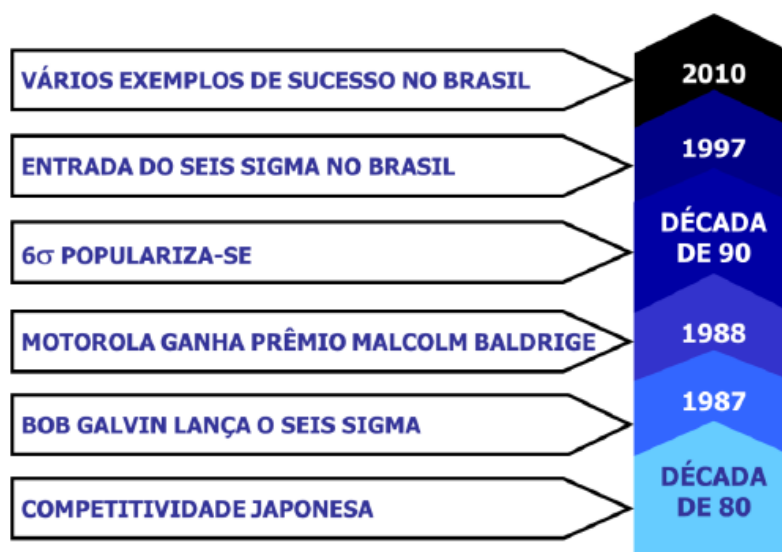 VÁRIOS EXEMPLOS DE SUCESSO NO BRASIL
2010
ENTRADA DO SEIS SIGMA NO BRASIL
1997
6σ POPULARIZA-SE
DÉCADA
DE 90
MOTOROLA GANHA PRÊMIO MALCOLM BALDRIGE
1988
BOB GALVIN LANÇA O SEIS SIGMA
1987
COMPETITIVIDADE JAPONESA
DÉCADA
DE 80